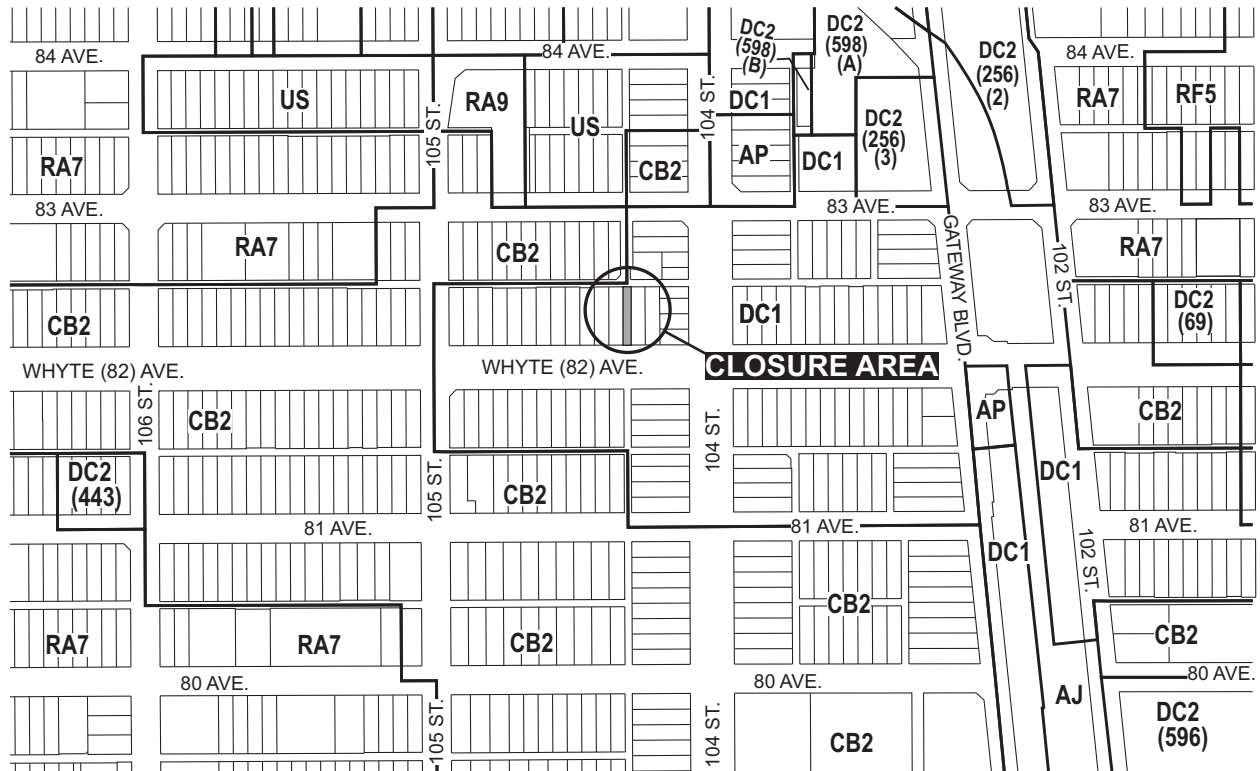 84 AVE.
84 AVE.
DC2
(598)
(B)
DC2
(598)
(A)
DC2
(256)
(2)
84 AVE.
US
RA9
US
DC1
104 ST.
DC2
(256)
(3)
RA7
RF5
RA7
105 ST.
CB2
AP
DC1
83 AVE.
83 AVE.
83 AVE.
RA7
CB2
GATEWAY BLVD.
102 ST.
RA7
CB2
DC1
DC2
(69)
WHYTE (82) AVE.
WHYTE (82) AVE.
CLOSURE AREA
106 ST.
CB2
104 ST.
AP
CB2
DC2
(443)
105 ST.
CB2
DC1
81 AVE.
81 AVE.
81 AVE.
DC1
102 ST.
CB2
RA7
RA7
CB2
CB2
80 AVE.
80 AVE.
80 AVE.
105 ST.
104 ST.
CB2
AJ
DC2
(596)